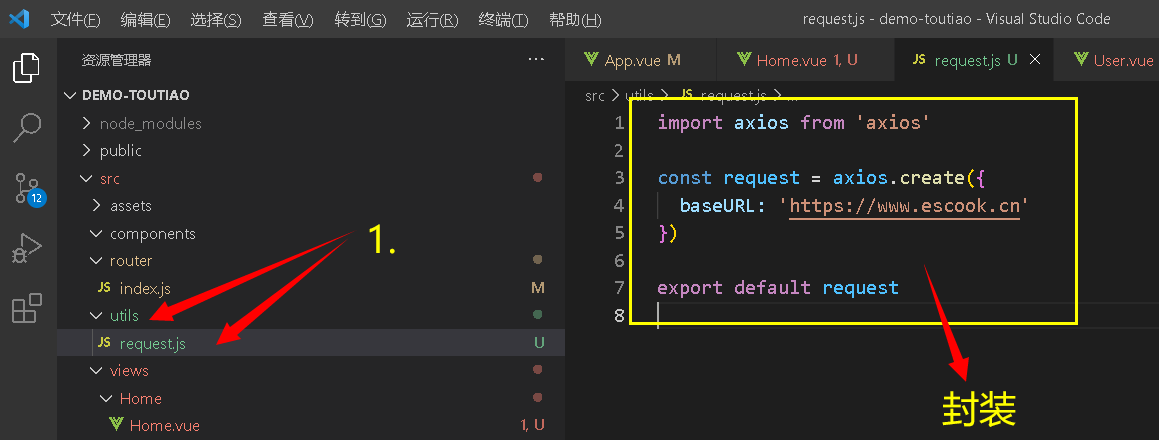 文件(F) 编辑(E) 选择(S) 查看(V) 转到(G) 运行(R) 终端(T) 帮助(H) request.js - demo-toutiao - Visual Studio Code
资源管理器 ...
App.vue M Home.vue 1, U JS request.js U × User.vue
DEMO-TOUTIAO
src > utils > JS request.js > ...
node_modules
public
src
assets
components
router
JS index.js M
utils
JS request.js U
views
Home
Home.vue 1, U
12
1.
1 import axios from 'axios'
2
3 const request = axios.create({
4 baseURL: 'https://www.escook.cn'
5 })
6
7 export default request
8
封装